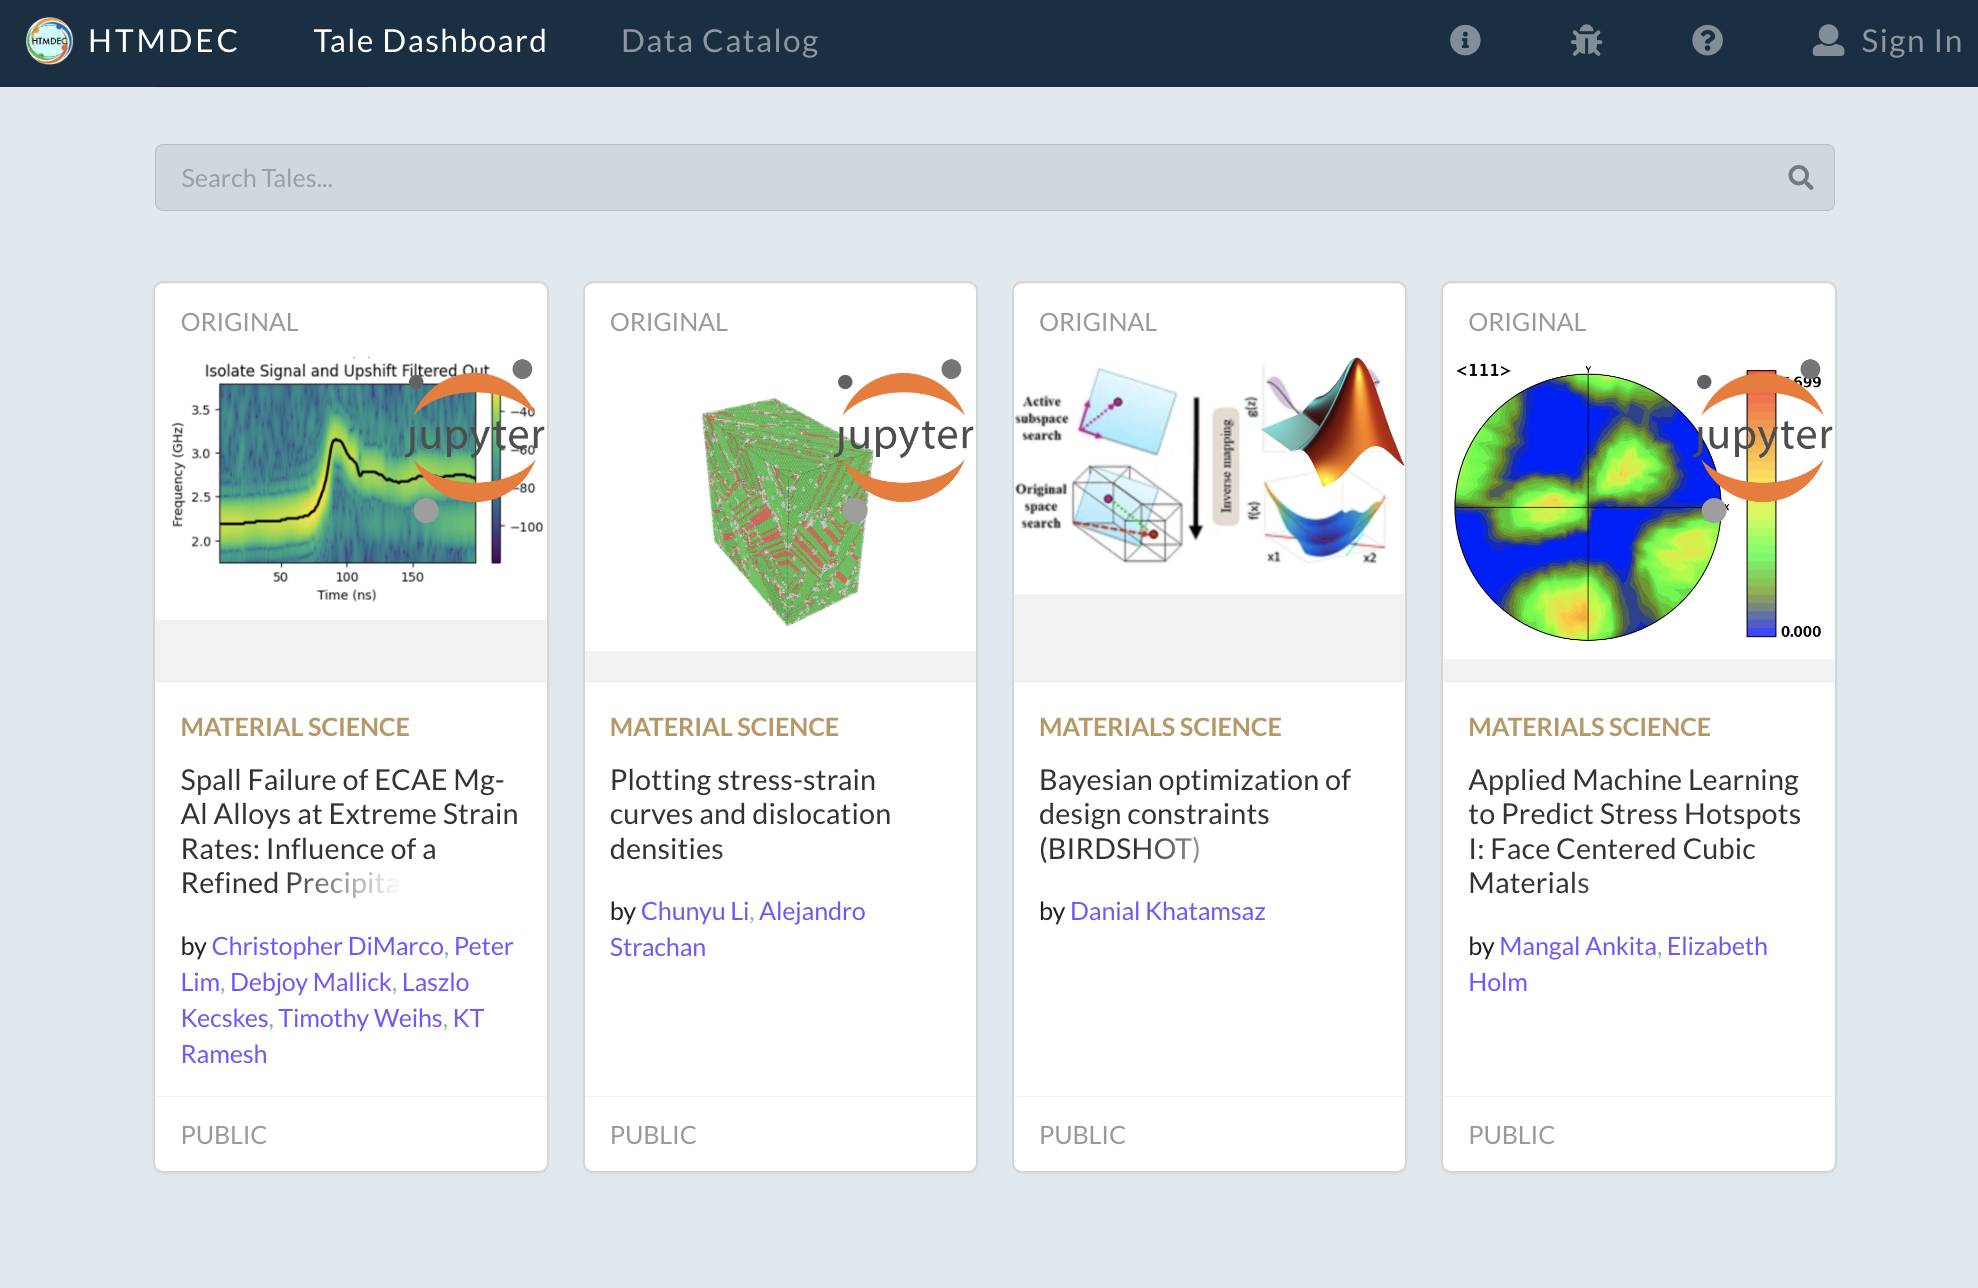 HTMDEC
HTMDEC
Tale Dashboard
Data Catalog
Sign In
Search Tales...
ORIGINAL
Isolate Signal and Upshift Filtered Out
Frequency (GHz)
3.5
3.0
2.5
2.0
50
100
150
Time (ns)
−40
−60
−80
−100
jupyter
MATERIAL SCIENCE
Spall Failure of ECAE Mg-
Al Alloys at Extreme Strain
Rates: Influence of a
Refined Precipita
by Christopher DiMarco, Peter
Lim, Debjoy Mallick, Laszlo
Kecskes, Timothy Weihs, KT
Ramesh
PUBLIC
ORIGINAL
jupyter
MATERIAL SCIENCE
Plotting stress-strain
curves and dislocation
densities
by Chunyu Li, Alejandro
Strachan
PUBLIC
ORIGINAL
Active
subspace
search
Original
space
search
Inverse mapping
g(z)
f(x)
x1
x2
MATERIALS SCIENCE
Bayesian optimization of
design constraints
(BIRDSHOT)
by Danial Khatamsaz
PUBLIC
ORIGINAL
<111>
Y
x
.699
0.000
jupyter
MATERIALS SCIENCE
Applied Machine Learning
to Predict Stress Hotspots
I: Face Centered Cubic
Materials
by Mangal Ankita, Elizabeth
Holm
PUBLIC